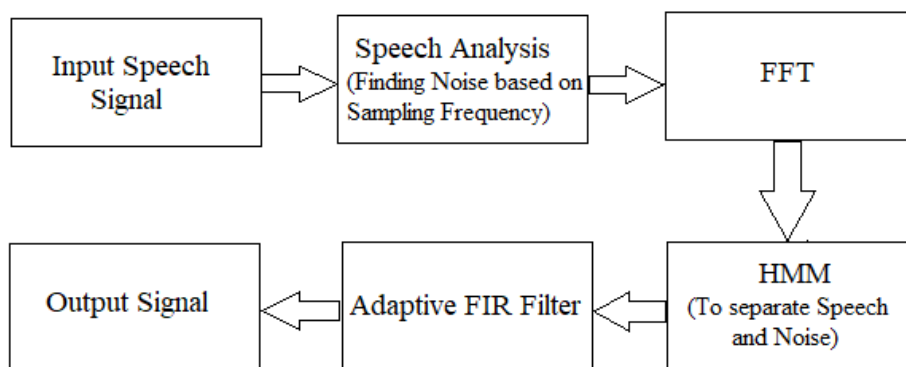 Input Speech
Signal
Speech Analysis
(Finding Noise based on
Sampling Frequency)
FFT
HMM
(To separate Speech
and Noise)
Adaptive FIR Filter
Output Signal